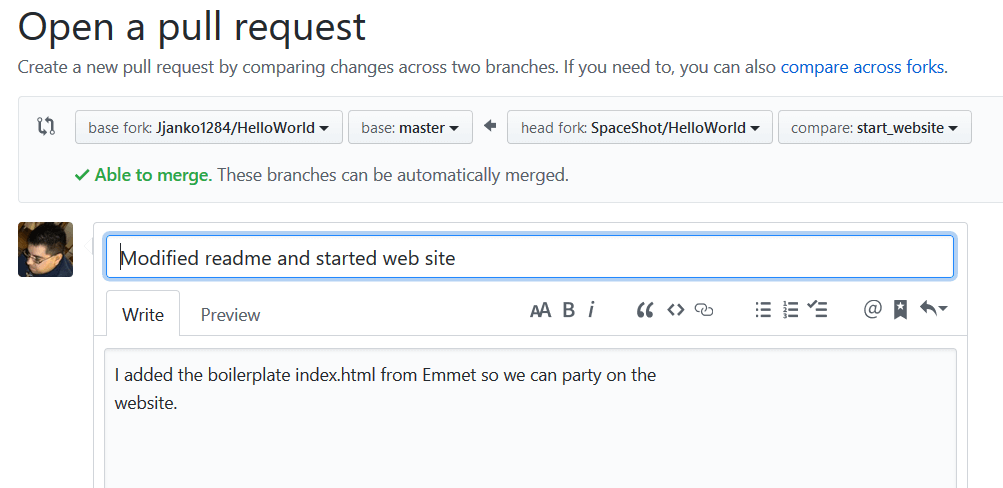 Open a pull request
Create a new pull request by comparing changes across two branches. If you need to, you can also compare across forks.
base fork: Jjanko1284/HelloWorld base: master head fork: SpaceShot/HelloWorld compare: start_website
Able to merge. These branches can be automatically merged.
Modified readme and started web site
Write Preview AA B i @
I added the boilerplate index.html from Emmet so we can party on the
website.